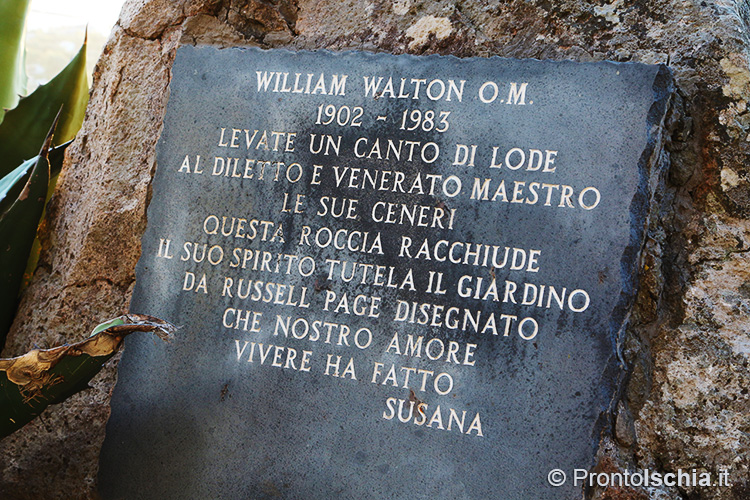 WILLIAM WALTON O.M.
1902 - 1983
LEVATE UN CANTO DI LODE
AL DILETTO E VENERATO MAESTRO
LE SUE CENERI
QUESTA ROCCIA RACCHIUDE
IL SUO SPIRITO TUTELA IL GIARDINO
DA RUSSELL PAGE DISEGNATO
CHE NOSTRO AMORE
VIVERE HA FATTO
SUSANA
© ProntoIschia.it